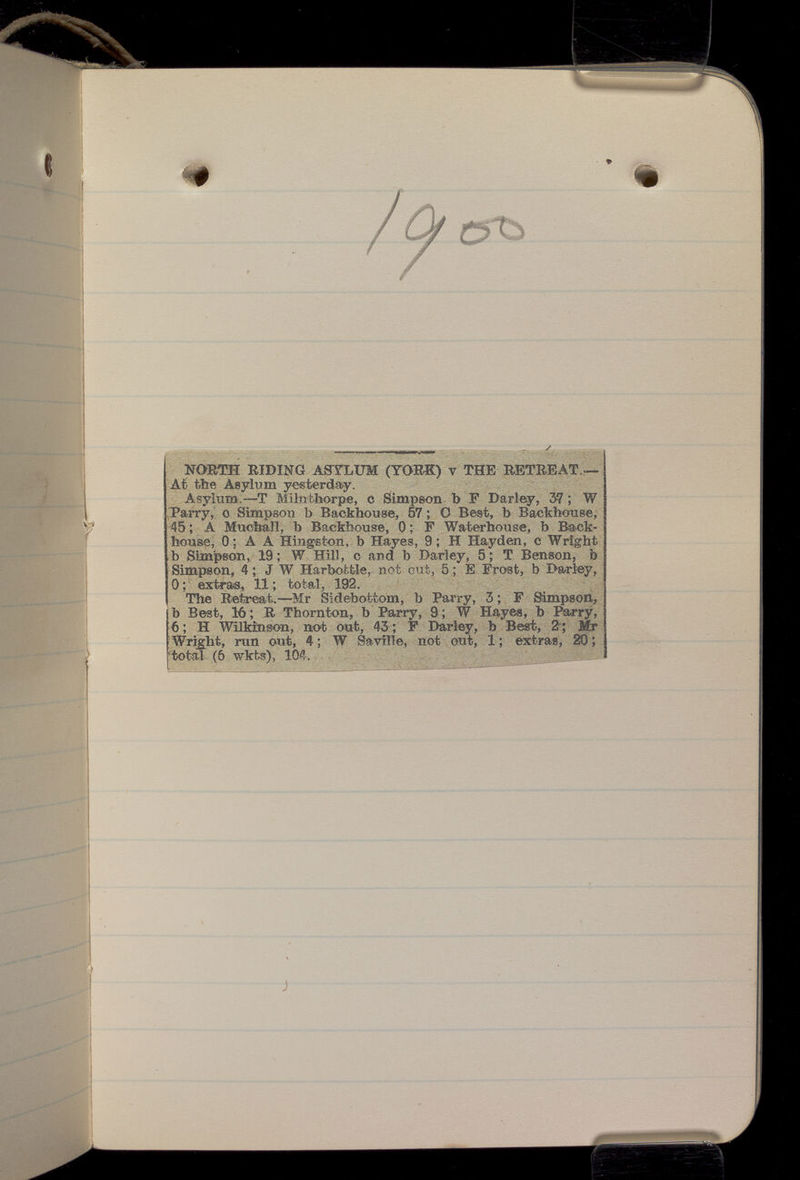 1900
NORTH RIDING ASYLUM (YORK) v THE RETREAT.—
At the Asylum yesterday.
Asylum.—T Milnthorpe, c Simpson b F Darley, 37; W
Parry, c Simpson b Backhouse, 57; C Best, b Backhouse,
45; A Muchall, b Backhouse, 0; F Waterhouse, b Back-
house, 0; A A Hingston, b Hayes, 9; H Hayden, c Wright
b Simpson, 19; W Hill, c and b Darley, 5; T Benson, b
Simpson, 4; J W Harbottle, not out, 5; E Frost, b Darley,
0; extras, 11; total, 192.
The Retreat.—Mr Sidebottom, b Parry, 3; F Simpson,
b Best, 16; R Thornton, b Parry, 9; W Hayes, b Parry,
6; H Wilkinson, not out, 43; F Darley, b Best, 2; Mr
Wright, run out, 4; W Saville, not out, 1; extras, 20;
total (6 wkts), 104.